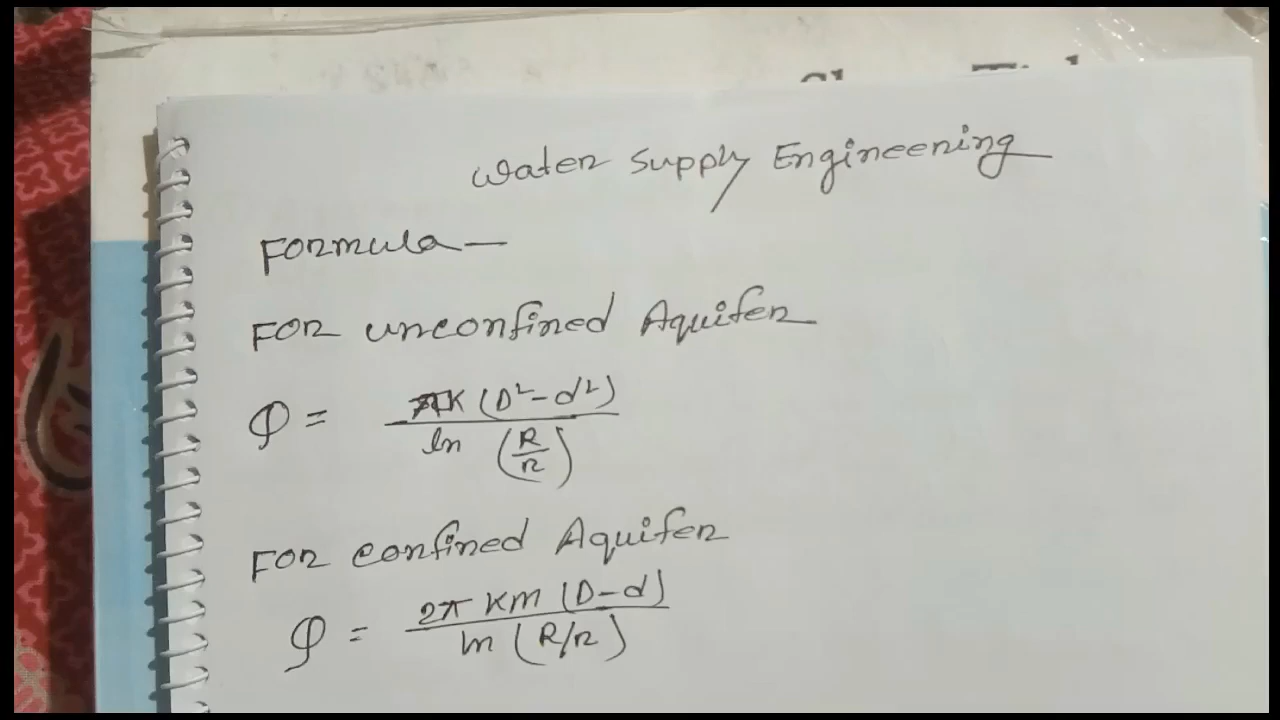 Water Supply Engineering
Formula —
For unconfined Aquifer
Q = πK (D² - d²) / ln (R/r)
For confined Aquifer
Q = 2π KM (D-d) / ln (R/r)